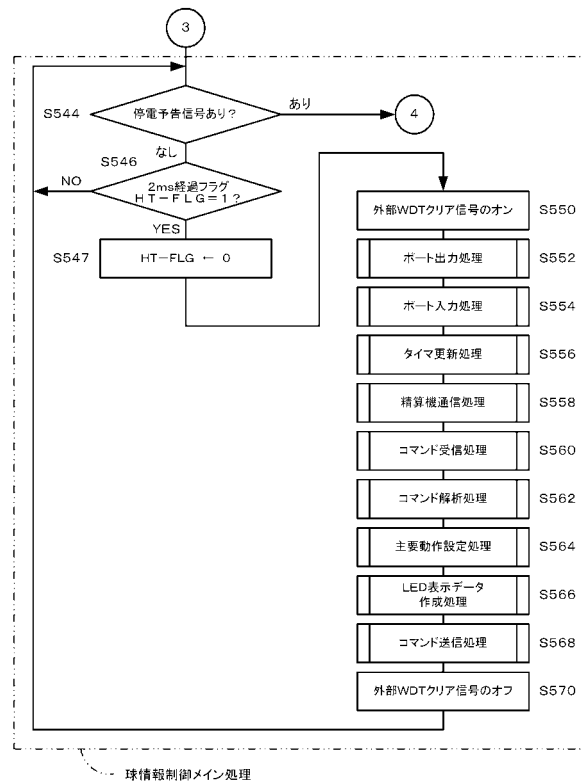 3
S544
停電予告信号あり?
あり
4
なし
S546
NO
2ms経過フラグ
HT-FLG=1?
YES
S547
HT-FLG ← 0
外部WDTクリア信号のオン
S550
ポート出力処理
S552
ポート入力処理
S554
タイマ更新処理
S556
精算機通信処理
S558
コマンド受信処理
S560
コマンド解析処理
S562
主要動作設定処理
S564
LED表示データ
作成処理
S566
コマンド送信処理
S568
外部WDTクリア信号のオフ
S570
球情報制御メイン処理